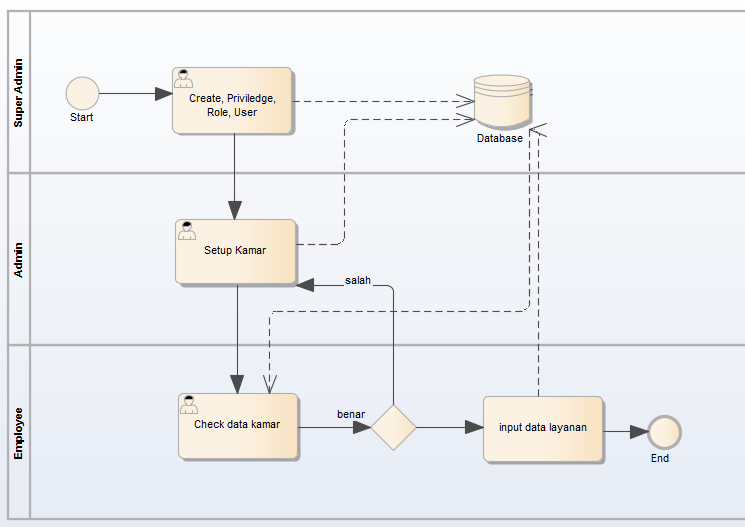 Super Admin
Start
Create, Priviledge,
Role, User
Database
Admin
Setup Kamar
salah
Employee
Check data kamar
benar
input data layanan
End